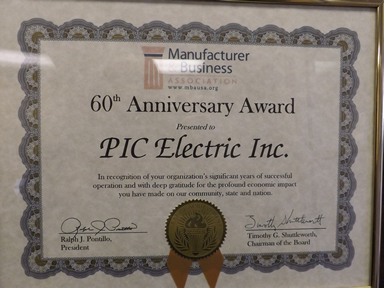 Manufacturer
& Business
ASSOCIATION
www.mbausa.org
60th Anniversary Award
Presented to
PIC Electric Inc.
In recognition of your organization's significant years of successful
operation and with deep gratitude for the profound economic impact
you have made on our community, state and nation.
Ralph J. Pontillo,
President
Timothy G. Shuttleworth,
Chairman of the Board